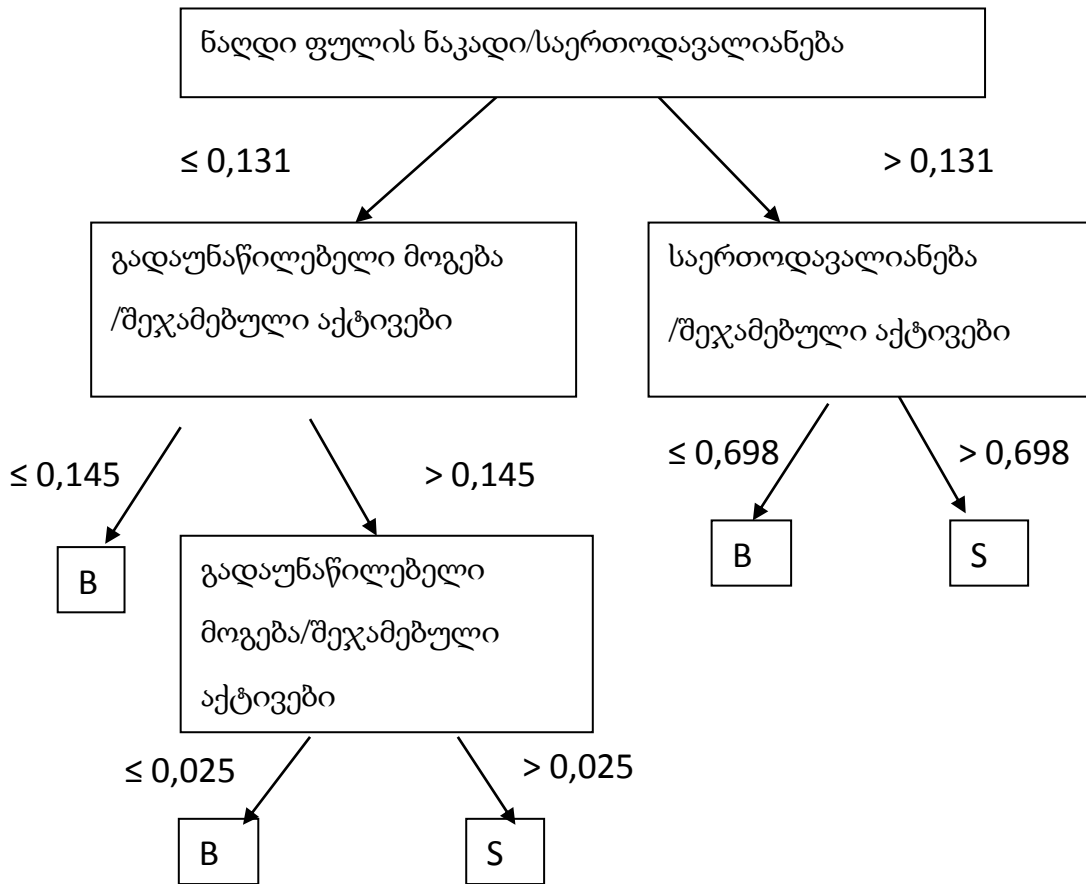 ნაღდი ფულის ნაკადი/საერთოდავალიანება
≤ 0,131
> 0,131
გადაუნაწილებელი მოგება
/შეჯამებული აქტივები
საერთოდავალიანება
/შეჯამებული აქტივები
≤ 0,145
> 0,145
≤ 0,698
> 0,698
B
გადაუნაწილებელი
მოგება/შეჯამებული
აქტივები
B
S
≤ 0,025
> 0,025
B
S